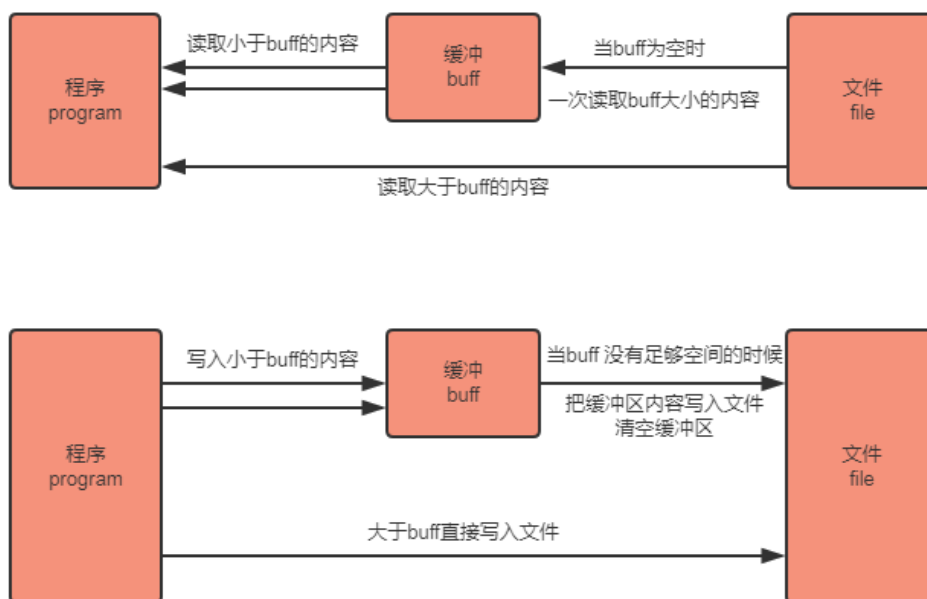 读取小于buff的内容
缓冲
buff
当buff为空时
程序
program
一次读取buff大小的内容
文件
file
读取大于buff的内容
写入小于buff的内容
缓冲
buff
当buff 没有足够空间的时候
把缓冲区内容写入文件
清空缓冲区
程序
program
文件
file
大于buff直接写入文件